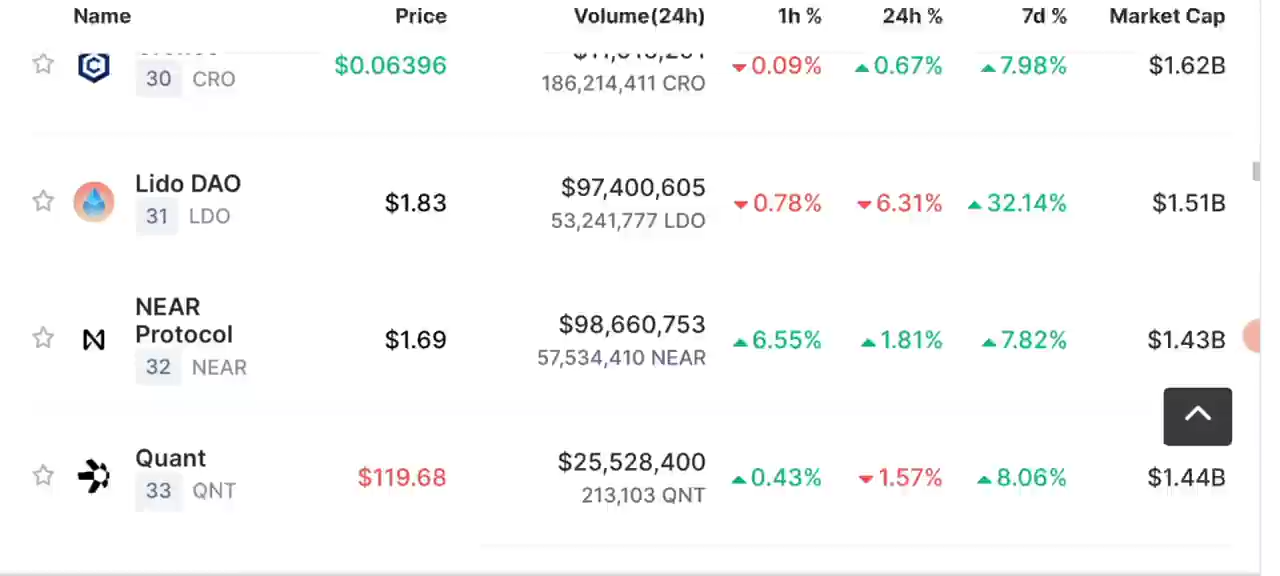 Name Price Volume(24h) 1h % 24h % 7d % Market Cap
30 CRO $0.06396 186,214,411 CRO 0.09% 0.67% 7.98% $1.62B
Lido DAO
31 LDO $1.83 $97,400,605 0.78% 6.31% 32.14% $1.51B
53,241,777 LDO
NEAR
Protocol
32 NEAR $1.69 $98,660,753 6.55% 1.81% 7.82% $1.43B
57,534,410 NEAR
Quant
33 QNT $119.68 $25,528,400 0.43% 1.57% 8.06% $1.44B
213,103 QNT